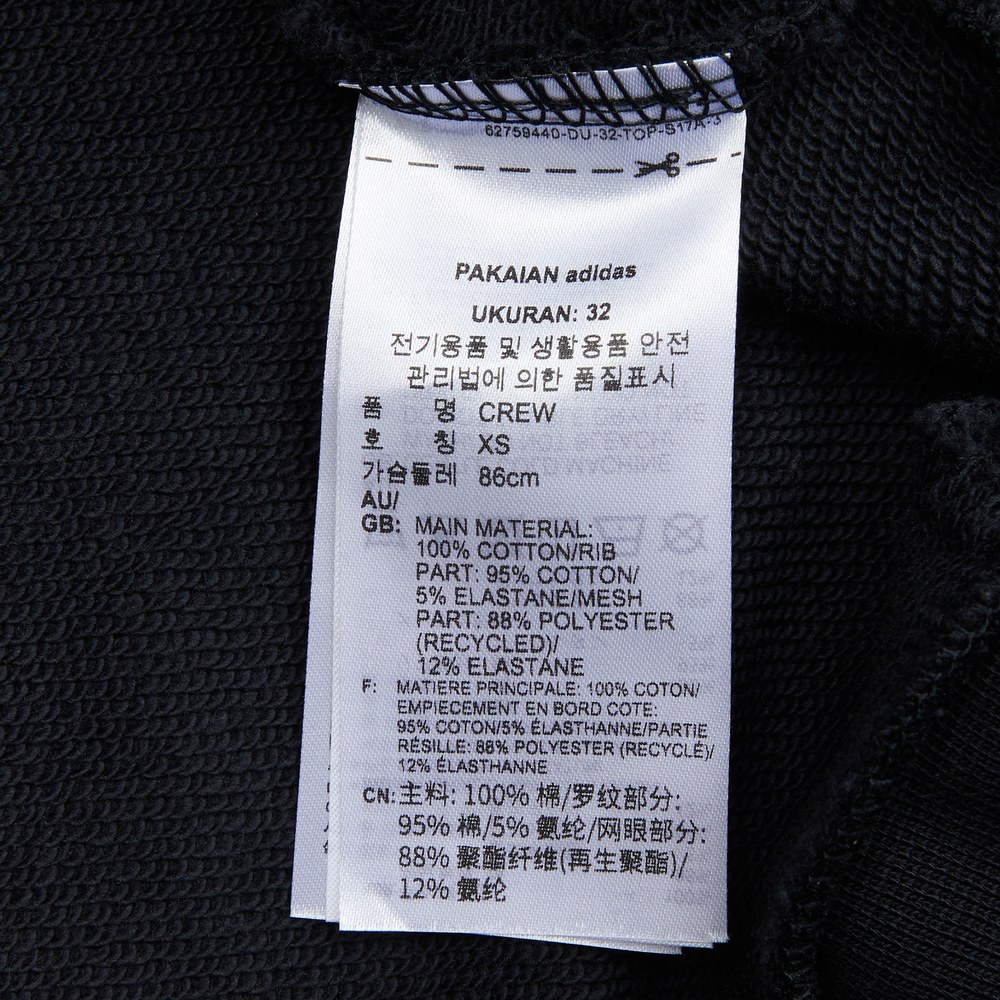 62759440-DU-32-TOP-S17A-3
PAKAIAN adidas
UKURAN: 32
전기용품 및 생활용품 안전
관리법에 의한 품질표시
품 명 CREW
호 칭 XS
가슴둘레 86cm
AU/
GB: MAIN MATERIAL:
100% COTTON/RIB
PART: 95% COTTON/
5% ELASTANE/MESH
PART: 88% POLYESTER
(RECYCLED)/
12% ELASTANE
F: MATIERE PRINCIPALE: 100% COTON/
EMPIECEMENT EN BORD COTE:
95% COTON/5% ÉLASTHANNE/PARTIE
RÉSILLE: 88% POLYESTER (RECYCLÉ)/
12% ÉLASTHANNE
CN: 主料: 100% 棉/罗纹部分:
95% 棉/5% 氨纶/网眼部分:
88% 聚酯纤维(再生聚酯)/
12% 氨纶